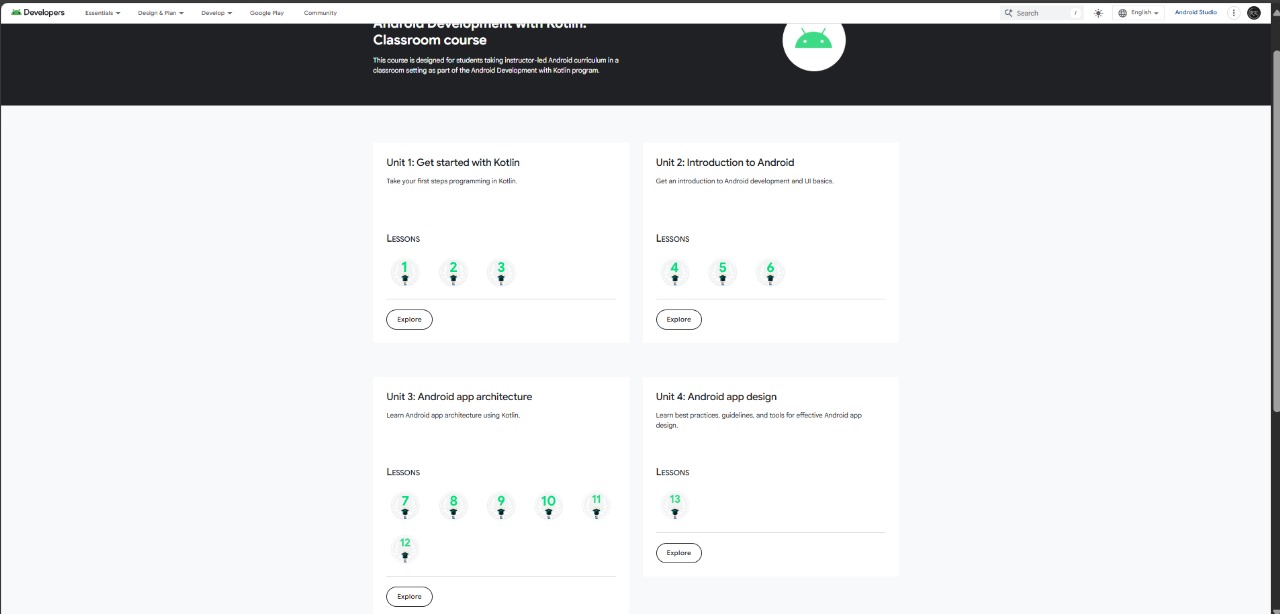 Developers
Essentials
Design & Plan
Develop
Google Play
Community
Search
/
English
Android Studio
Android Development with Kotlin:
Classroom course
This course is designed for students taking instructor-led Android curriculum in a
classroom setting as part of the Android Development with Kotlin program.
Unit 1: Get started with Kotlin
Take your first steps programming in Kotlin.
LESSONS
1 2 3
Explore
Unit 2: Introduction to Android
Get an introduction to Android development and UI basics.
LESSONS
4 5 6
Explore
Unit 3: Android app architecture
Learn Android app architecture using Kotlin.
LESSONS
7 8 9 10 11
12
Explore
Unit 4: Android app design
Learn best practices, guidelines, and tools for effective Android app
design.
LESSONS
13
Explore